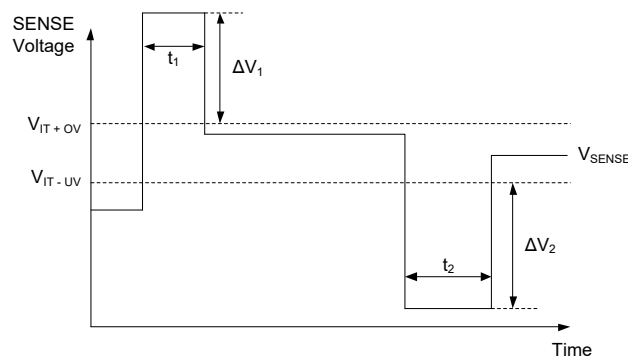 SENSE
Voltage
t1
ΔV1
VIT + OV
VSENSE
VIT - UV
t2
ΔV2
Time